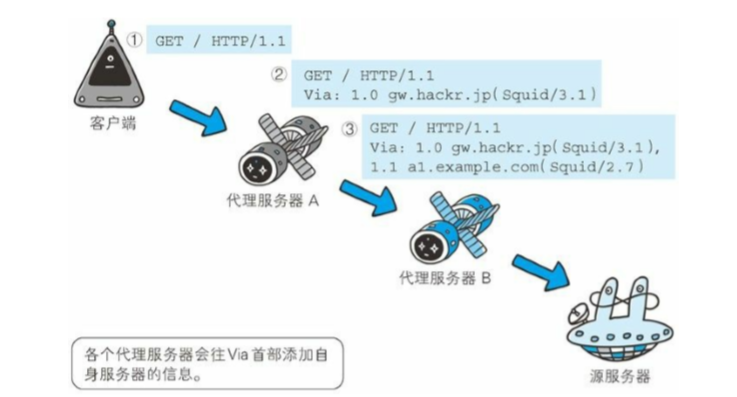 ① GET / HTTP/1.1
② GET / HTTP/1.1
Via: 1.0 gw.hackr.jp(Squid/3.1)
客户端
③ GET / HTTP/1.1
Via: 1.0 gw.hackr.jp(Squid/3.1),
1.1 a1.example.com(Squid/2.7)
代理服务器 A
代理服务器 B
各个代理服务器会往Via首部添加自
身服务器的信息。
源服务器